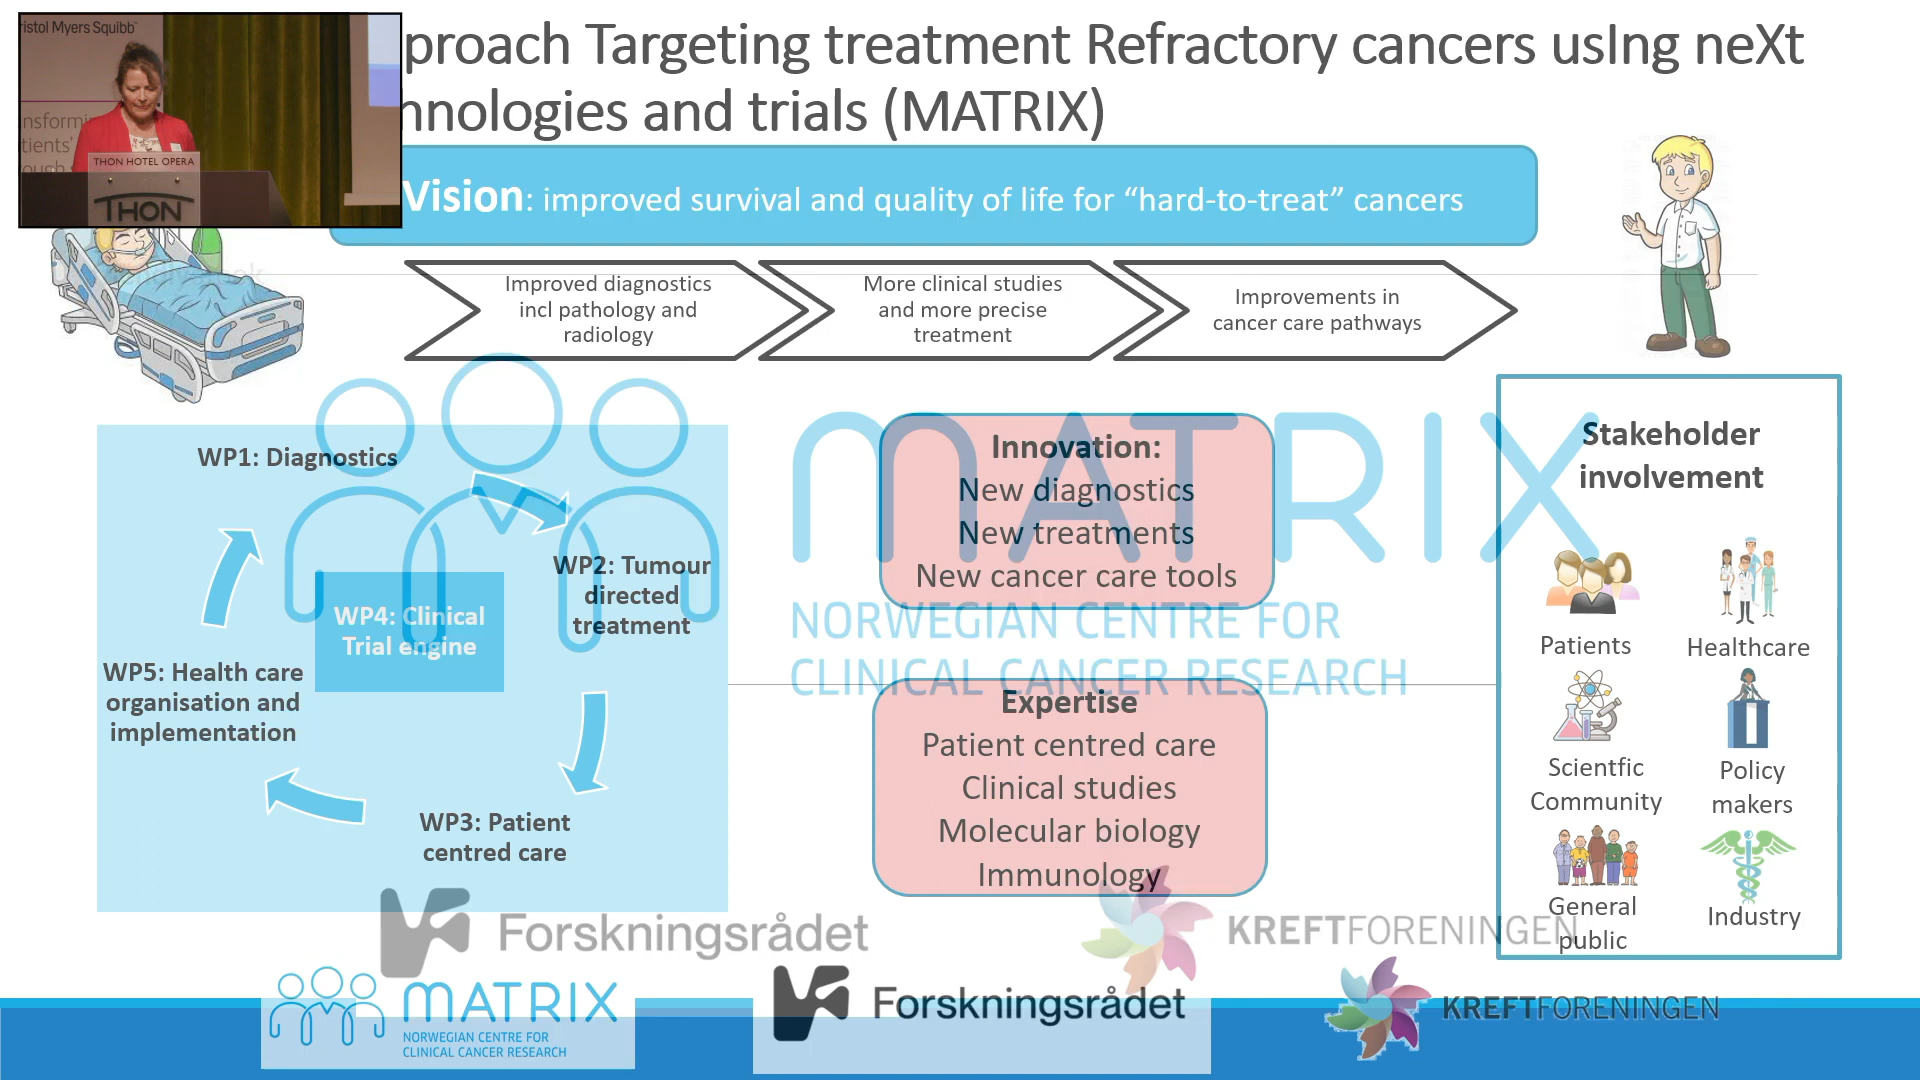 ristol Myers Squibb
nsformi
tients'
ough
THON HOTEL OPERA
THON
proach Targeting treatment Refractory cancers usIng neXt
hnologies and trials (MATRIX)
Vision: improved survival and quality of life for “hard-to-treat” cancers
Improved diagnostics
incl pathology and
radiology
More clinical studies
and more precise
treatment
Improvements in
cancer care pathways
WP1: Diagnostics
WP2: Tumour
directed
treatment
WP4: Clinical
Trial engine
WP5: Health care
organisation and
implementation
WP3: Patient
centred care
MATRIX
NORWEGIAN CENTRE FOR
CLINICAL CANCER RESEARCH
Innovation:
New diagnostics
New treatments
New cancer care tools
Expertise
Patient centred care
Clinical studies
Molecular biology
Immunology
Stakeholder
involvement
Patients
Healthcare
Scientfic
Community
Policy
makers
General
public
Industry
Forskningsrådet
KREFTFORENINGEN
MATRIX
NORWEGIAN CENTRE FOR
CLINICAL CANCER RESEARCH
Forskningsrådet
KREFTFORENINGEN